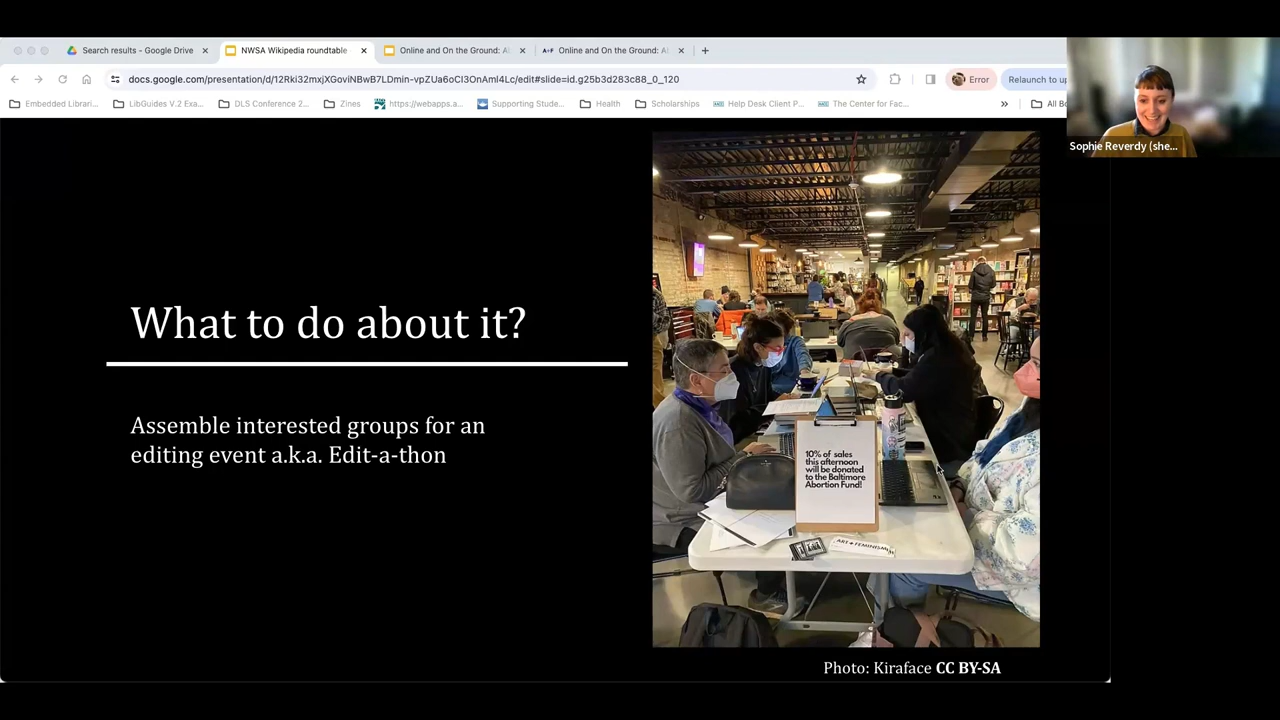 Search results - Google Drive
NWSA Wikipedia roundtable
Online and On the Ground: A
Online and On the Ground: A
docs.google.com/presentation/d/12Rki32mxjXGoviNBwB7LDmin-vpZUa6oCl3OnAml4Lc/edit#slide=id.g25b3d283c88_0_120
Error
Relaunch to up
Embedded Librari...
LibGuides V.2 Exa...
DLS Conference 2...
Zines
https://webapps.a...
Supporting Stude...
Health
Scholarships
Help Desk Client P...
The Center for Fac...
»
All Bo
Sophie Reverdy (she...
What to do about it?
Assemble interested groups for an
editing event a.k.a. Edit-a-thon
10% of sales
this afternoon
will be donated
to the Baltimore
Abortion Fund!
ART+FEMINISM
Photo: Kiraface CC BY-SA